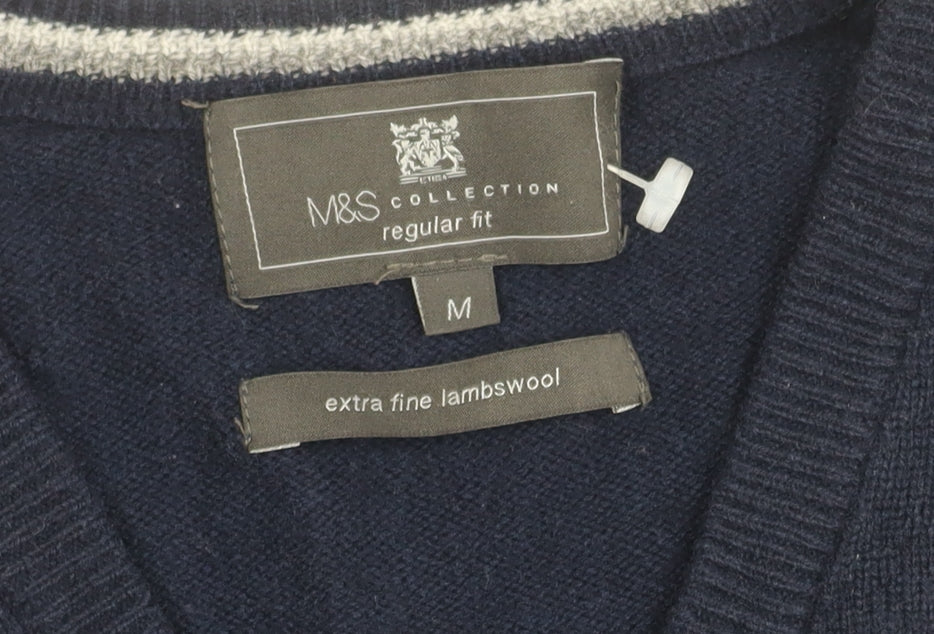 M&S COLLECTION
regular fit
M
extra fine lambswool